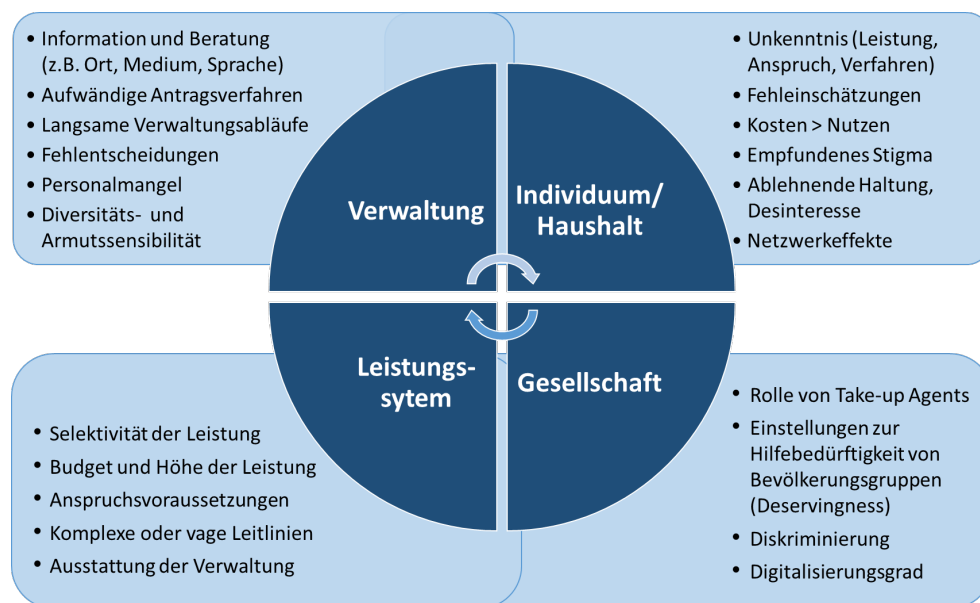 • Information und Beratung
(z.B. Ort, Medium, Sprache)
• Aufwändige Antragsverfahren
• Langsame Verwaltungsabläufe
• Fehlentscheidungen
• Personalmangel
• Diversitäts- und
Armutssensibilität
Verwaltung
Individuum/
Haushalt
• Unkenntnis (Leistung,
Anspruch, Verfahren)
• Fehleinschätzungen
• Kosten > Nutzen
• Empfundenes Stigma
• Ablehnende Haltung,
Desinteresse
• Netzwerkeffekte
Leistungs-
sytem
Gesellschaft
• Selektivität der Leistung
• Budget und Höhe der Leistung
• Anspruchsvoraussetzungen
• Komplexe oder vage Leitlinien
• Ausstattung der Verwaltung
• Rolle von Take-up Agents
• Einstellungen zur
Hilfebedürftigkeit von
Bevölkerungsgruppen
(Deservingness)
• Diskriminierung
• Digitalisierungsgrad